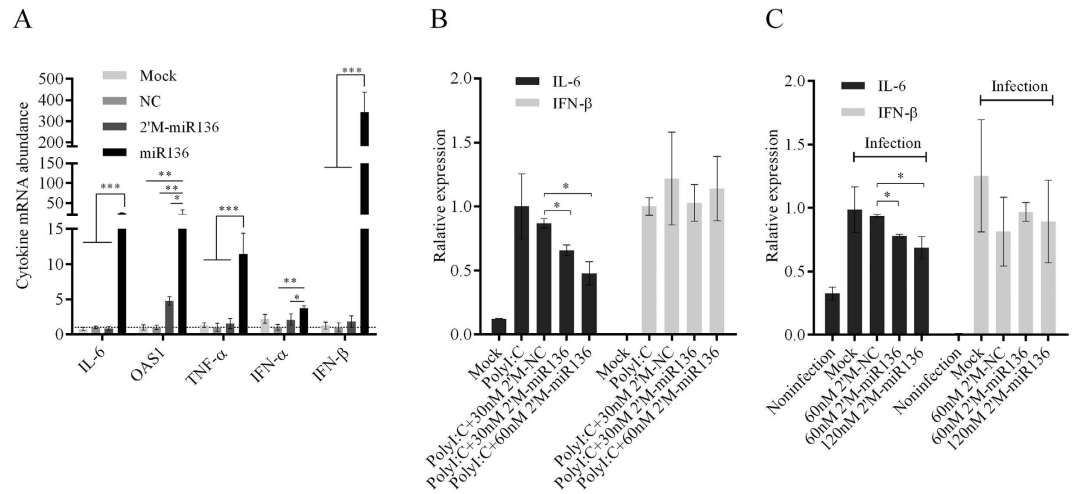 A
Cytokine mRNA abundance
500
400
300
200
100
150
100
50
15
10
5
0
Mock
NC
2'M-miR136
miR136
***
**
**
*
***
**
*
***
IL-6
OAS1
TNF-α
IFN-α
IFN-β
B
Ralative expression
2.0
1.5
1.0
0.5
0.0
IL-6
IFN-β
*
*
Mock
PolyI:C
PolyI:C+30nM 2'M-NC
PolyI:C+30nM 2'M-miR136
PolyI:C+60nM 2'M-miR136
Mock
PolyI:C
PolyI:C+30nM 2'M-NC
PolyI:C+30nM 2'M-miR136
PolyI:C+60nM 2'M-miR136
C
Ralative expression
2.0
1.5
1.0
0.5
0.0
IL-6
IFN-β
Infection
Infection
*
*
Noninfection
Mock
60nM 2'M-NC
60nM 2'M-miR136
120nM 2'M-miR136
Noninfection
Mock
60nM 2'M-NC
60nM 2'M-miR136
120nM 2'M-miR136